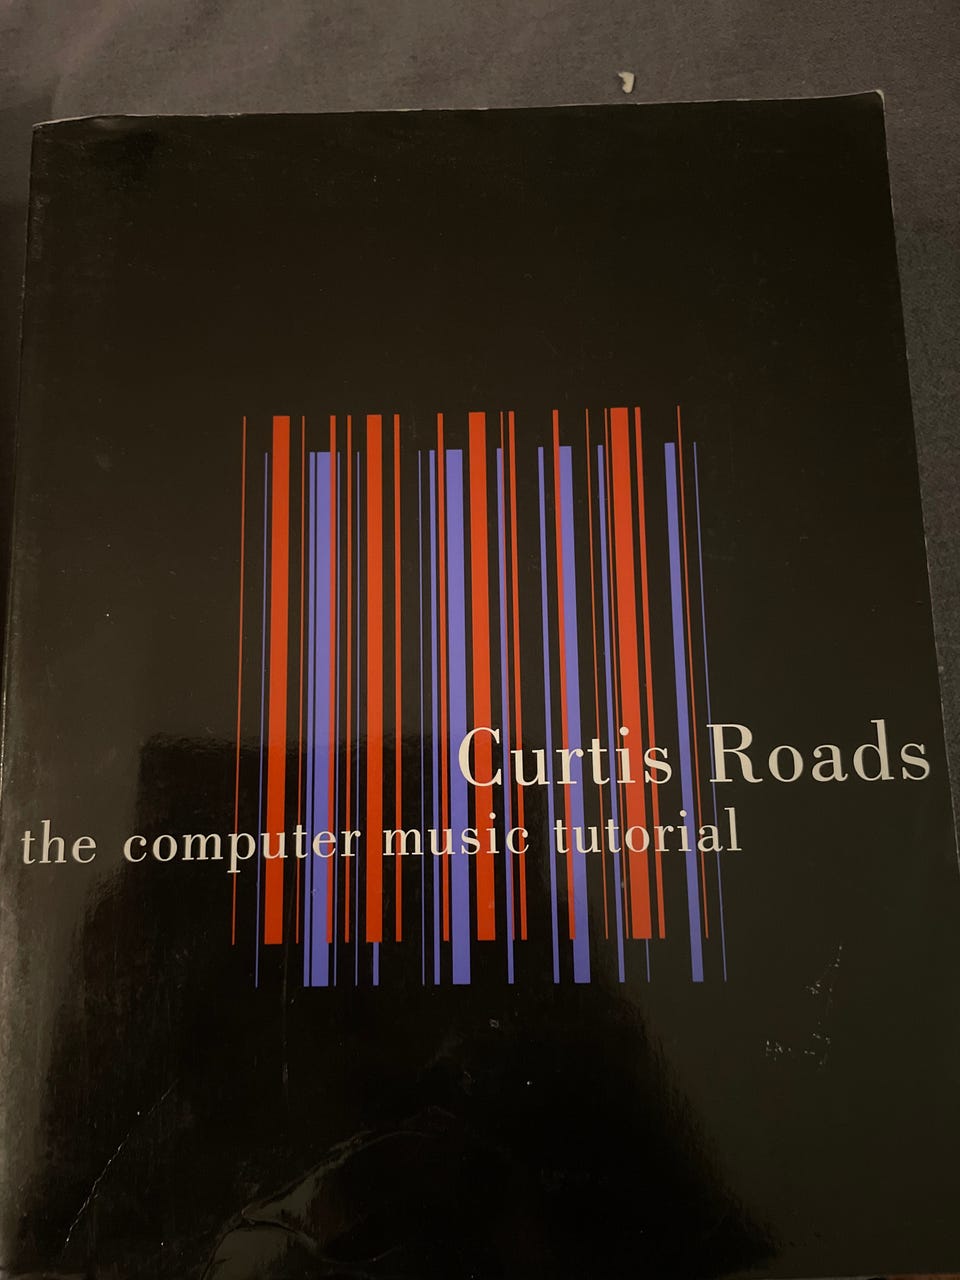 Curtis Roads
the computer music tutorial